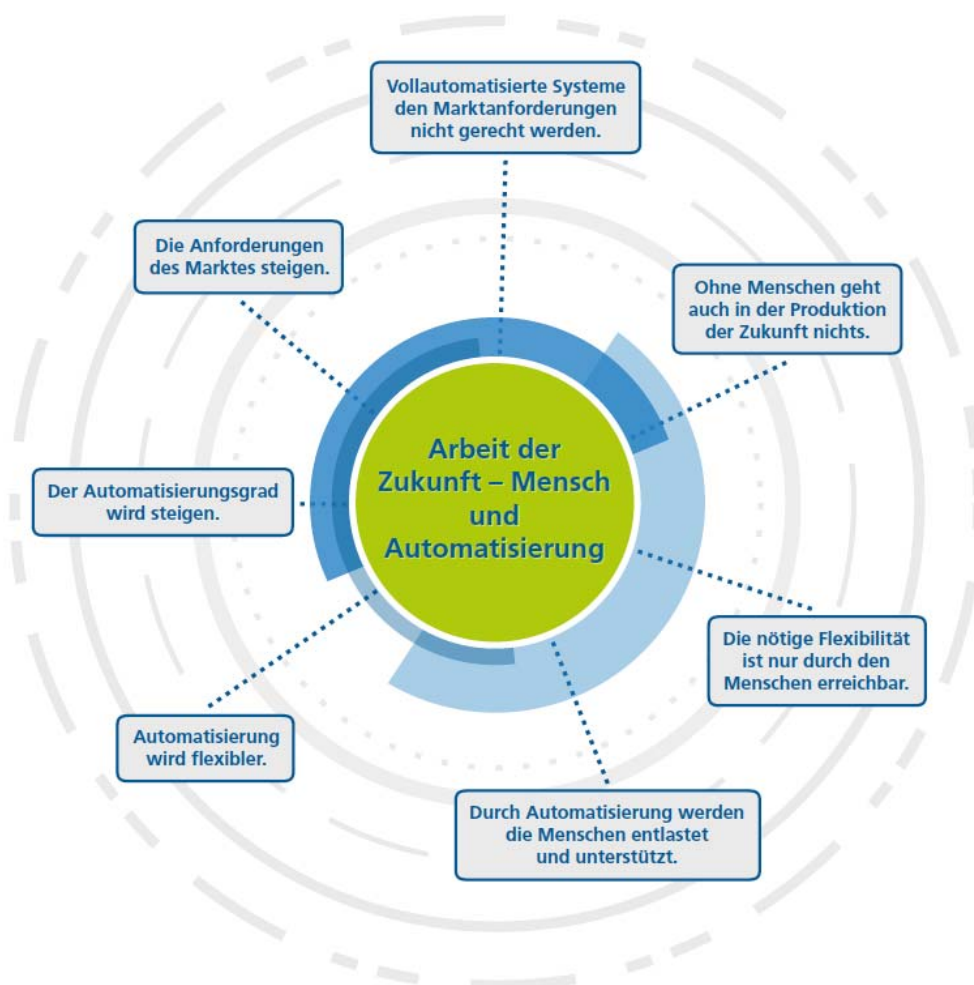 Vollautomatisierte Systeme
den Marktanforderungen
nicht gerecht werden.
Die Anforderungen
des Marktes steigen.
Ohne Menschen geht
auch in der Produktion
der Zukunft nichts.
Arbeit der
Zukunft – Mensch
und
Automatisierung
Der Automatisierungsgrad
wird steigen.
Die nötige Flexibilität
ist nur durch den
Menschen erreichbar.
Automatisierung
wird flexibler.
Durch Automatisierung werden
die Menschen entlastet
und unterstützt.